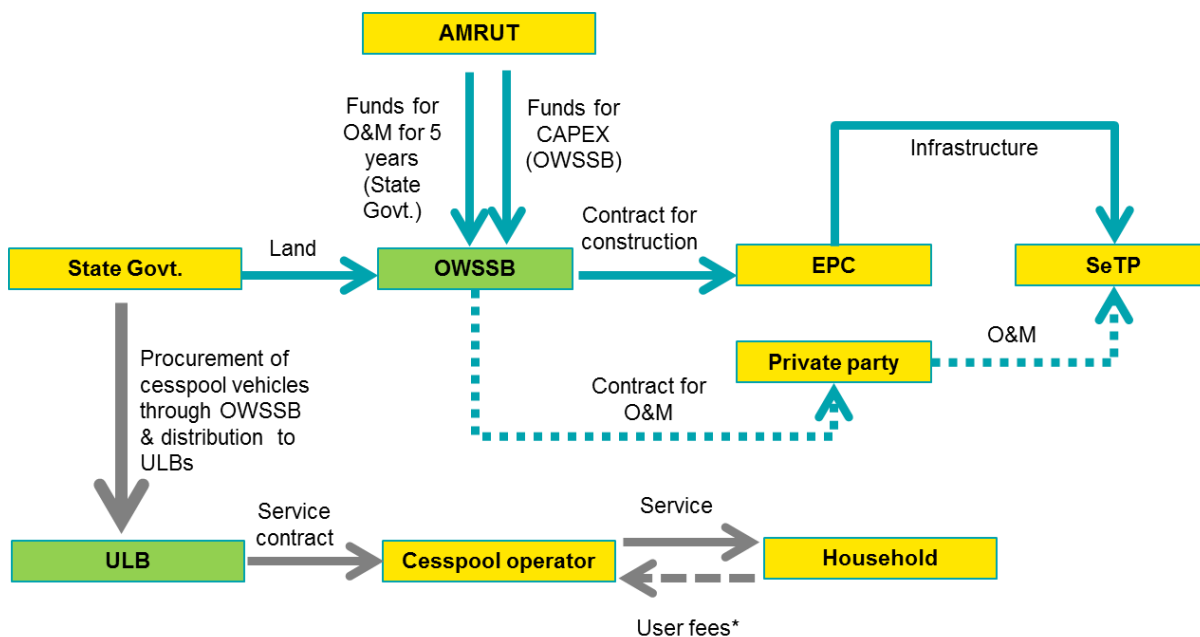 AMRUT
Funds for
O&M for 5
years
(State
Govt.)
Funds for
CAPEX
(OWSSB)
Infrastructure
Contract for
construction
Land
State Govt.
OWSSB
EPC
SeTP
O&M
Private party
Procurement of
cesspool vehicles
through OWSSB
& distribution to
ULBs
Contract for
O&M
Service
contract
Service
ULB
Cesspool operator
Household
User fees*